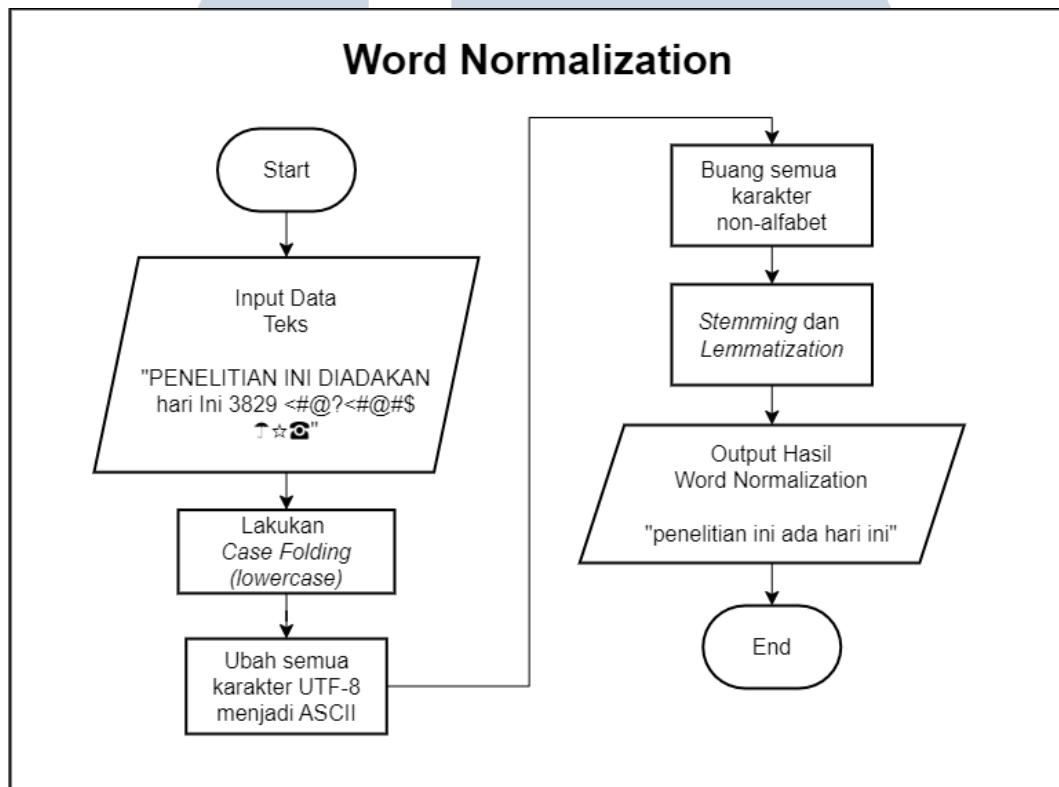 Word Normalization
Start
Input Data
Teks
"PENELITIAN INI DIADAKAN
hari Ini 3829 <#@?<#@#$
☂☆☎"
Lakukan
Case Folding
(lowercase)
Ubah semua
karakter UTF-8
menjadi ASCII
Buang semua
karakter
non-alfabet
Stemming dan
Lemmatization
Output Hasil
Word Normalization
"penelitian ini ada hari ini"
End